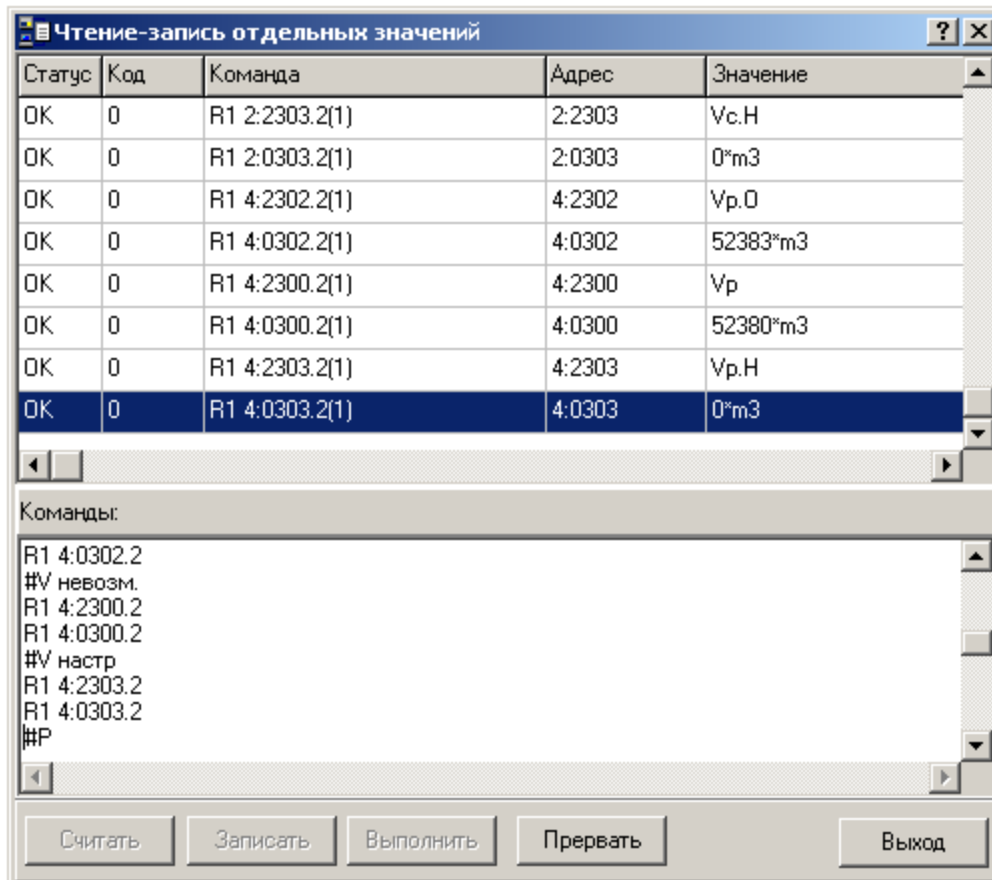 Чтение-запись отдельных значений
Статус Код Команда Адрес Значение
OK 0 R1 2:2303.2(1) 2:2303 Vc.H
OK 0 R1 2:0303.2(1) 2:0303 0*m3
OK 0 R1 4:2302.2(1) 4:2302 Vp.O
OK 0 R1 4:0302.2(1) 4:0302 52383*m3
OK 0 R1 4:2300.2(1) 4:2300 Vp
OK 0 R1 4:0300.2(1) 4:0300 52380*m3
OK 0 R1 4:2303.2(1) 4:2303 Vp.H
OK 0 R1 4:0303.2(1) 4:0303 0*m3
Команды:
R1 4:0302.2
#V невозм.
R1 4:2300.2
R1 4:0300.2
#V настр
R1 4:2303.2
R1 4:0303.2
#P
Считать Записать Выполнить Прервать Выход